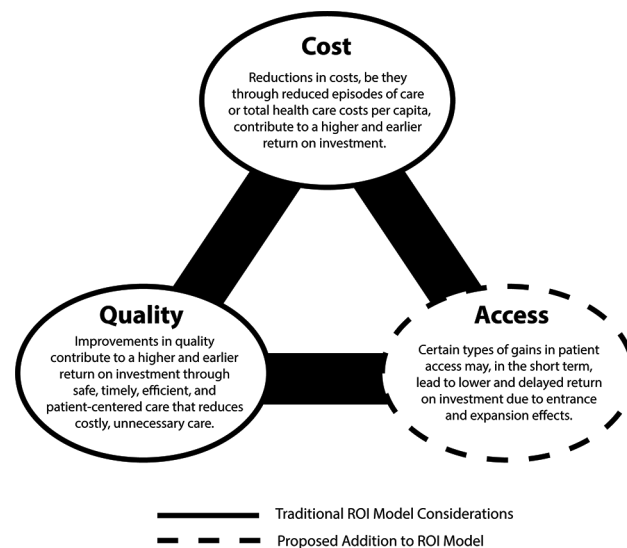 Cost
Reductions in costs, be they
through reduced episodes of care
or total health care costs per capita,
contribute to a higher and earlier
return on investment.
Quality
Improvements in quality
contribute to a higher and earlier
return on investment through
safe, timely, efficient, and
patient-centered care that reduces
costly, unnecessary care.
Access
Certain types of gains in patient
access may, in the short term,
lead to lower and delayed return
on investment due to entrance
and expansion effects.
Traditional ROI Model Considerations
Proposed Addition to ROI Model